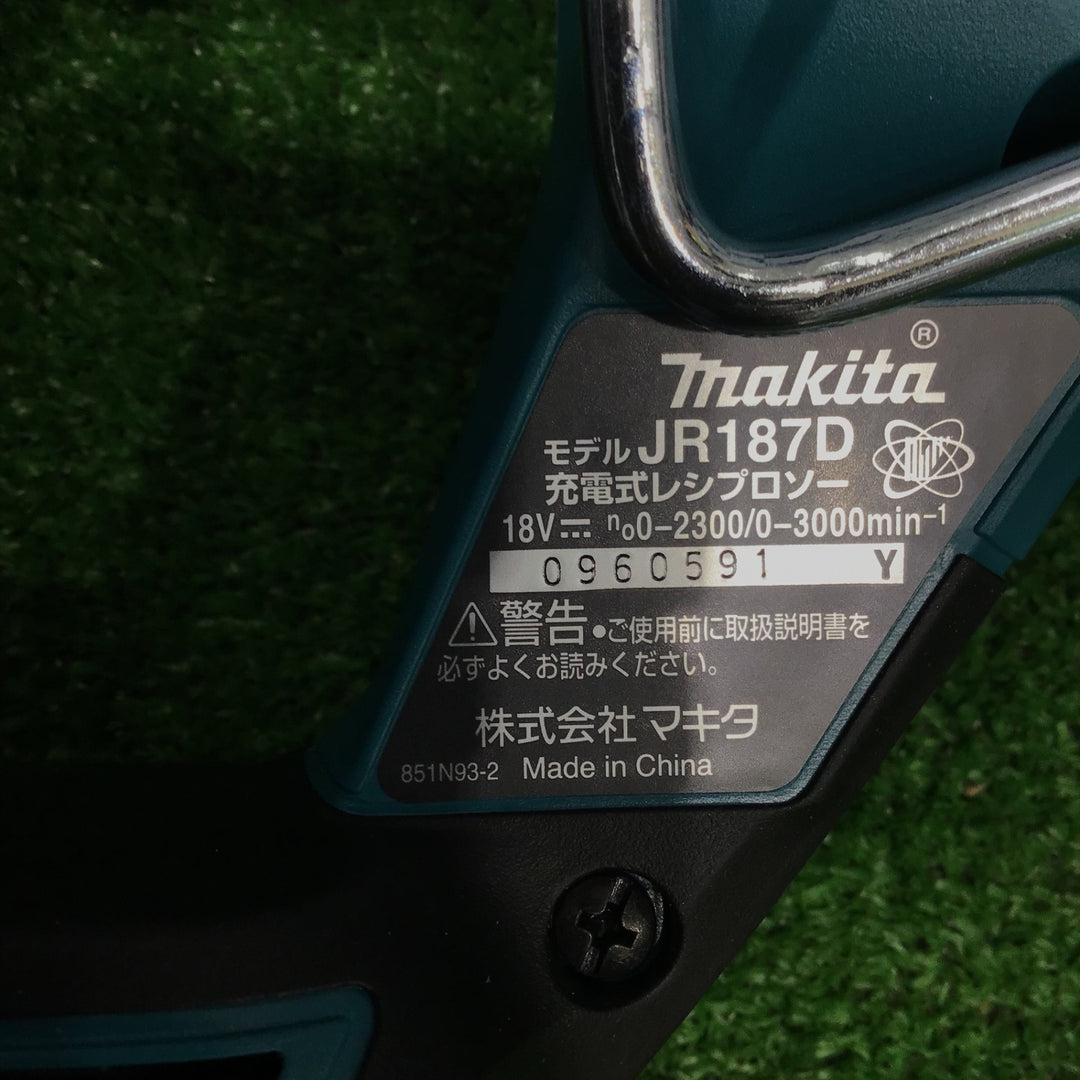 makita®
モデル JR187D
充電式レシプロソー
18V⎓ n₀0-2300/0-3000min⁻¹
0960591 Y
⚠警告 ●ご使用前に取扱説明書を
必ずよくお読みください。
株式会社 マキタ
851N93-2 Made in China